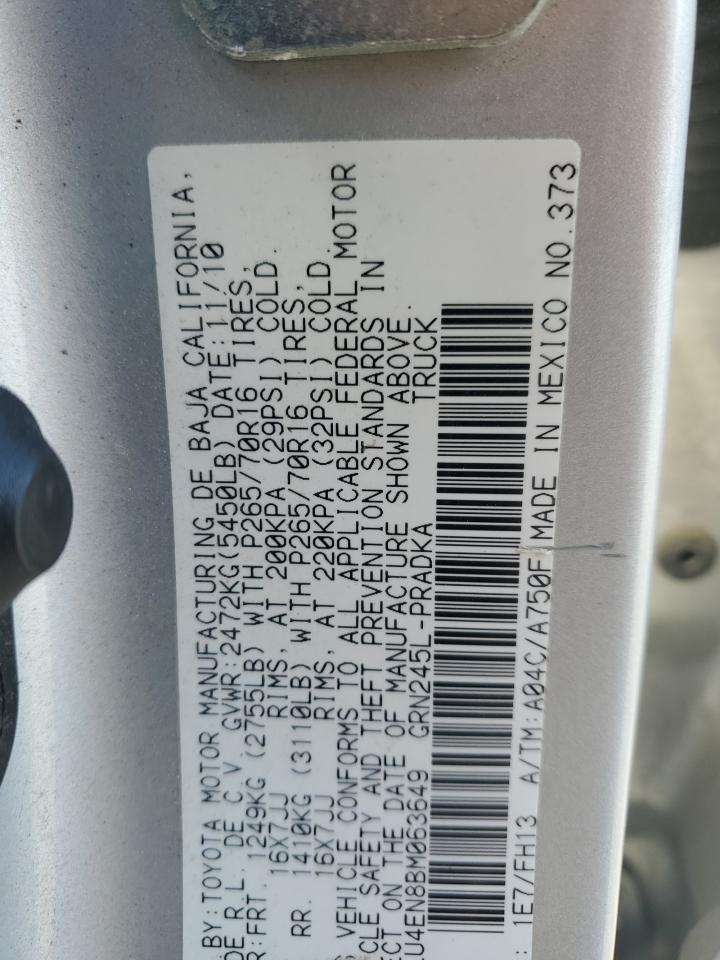 BY:TOYOTA MOTOR MANUFACTURING DE BAJA CALIFORNIA,
DE R.L. DE C.V. GVWR:2472KG(5450LB) DATE:11/10
R:FRT. 1249KG (2755LB) WITH P265/70R16 TIRES,
16X7JJ RIMS, AT 200KPA (29PSI) COLD.
RR. 1410KG (3110LB) WITH P265/70R16 TIRES,
16X7JJ RIMS, AT 220KPA (32PSI) COLD.
VEHICLE CONFORMS TO ALL APPLICABLE FEDERAL MOTOR
CLE SAFETY AND THEFT PREVENTION STANDARDS IN
ECT ON THE DATE OF MANUFACTURE SHOWN ABOVE.
U4EN8BM063649 GRN245L-PRADKA TRUCK
: 1E7/FH13 A/TM:A04C/A750F MADE IN MEXICO NO.373